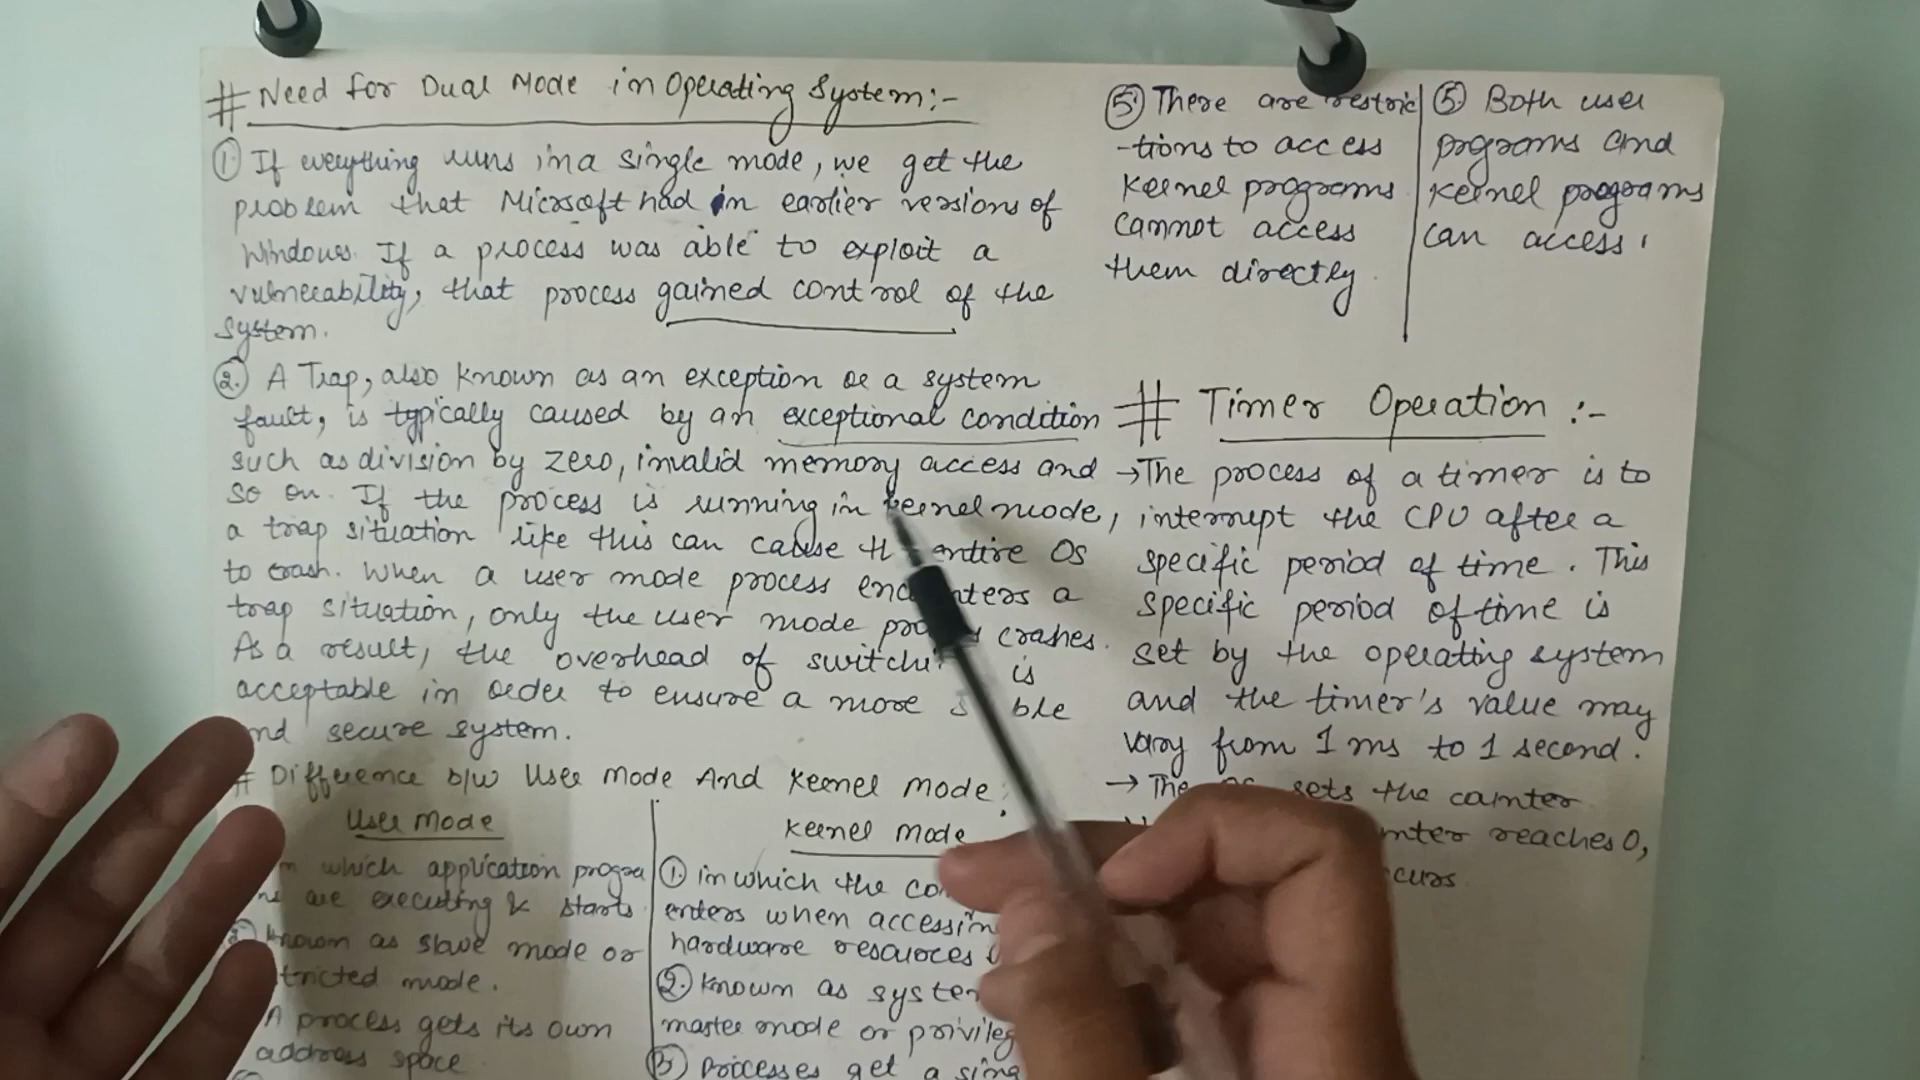 # Need for Dual Mode in Operating System:-
① If everything runs in a single mode, we get the
problem that Microsoft had in earlier versions of
Windows. If a process was able to exploit a
vulnerability, that process gained control of the
system.
②. A Trap, also known as an exception or a system
fault, is typically caused by an exceptional condition
such as division by zero, invalid memory access and
so on. If the process is running in kernel mode,
a trap situation like this can cause entire OS
to crash. When a user mode process a
trap situation, only the user mode crashes.
As a result, the overhead of is
acceptable in order to ensure a more
secure system.
# Difference b/w User Mode And Kernel mode:
User Mode
which application progra
are executing & starts
known as slave mode or
mode.
A process gets its own
address space
Kernel mode
① in which the
enters when
hardware resources
②. Known as
master mode or
③ Processes get a
⑤ There are restric
-tions to access
Kernel programs
cannot access
them directly.
⑤ Both user
programs and
kernel programs
can access.
# Timer Operation :-
→ The process of a timer is to
interrupt the CPU after a
specific period of time. This
specific period of time is
set by the operating system
and the timer's value may
vary from 1 ms to 1 second.
→ The sets the counter
reaches 0,